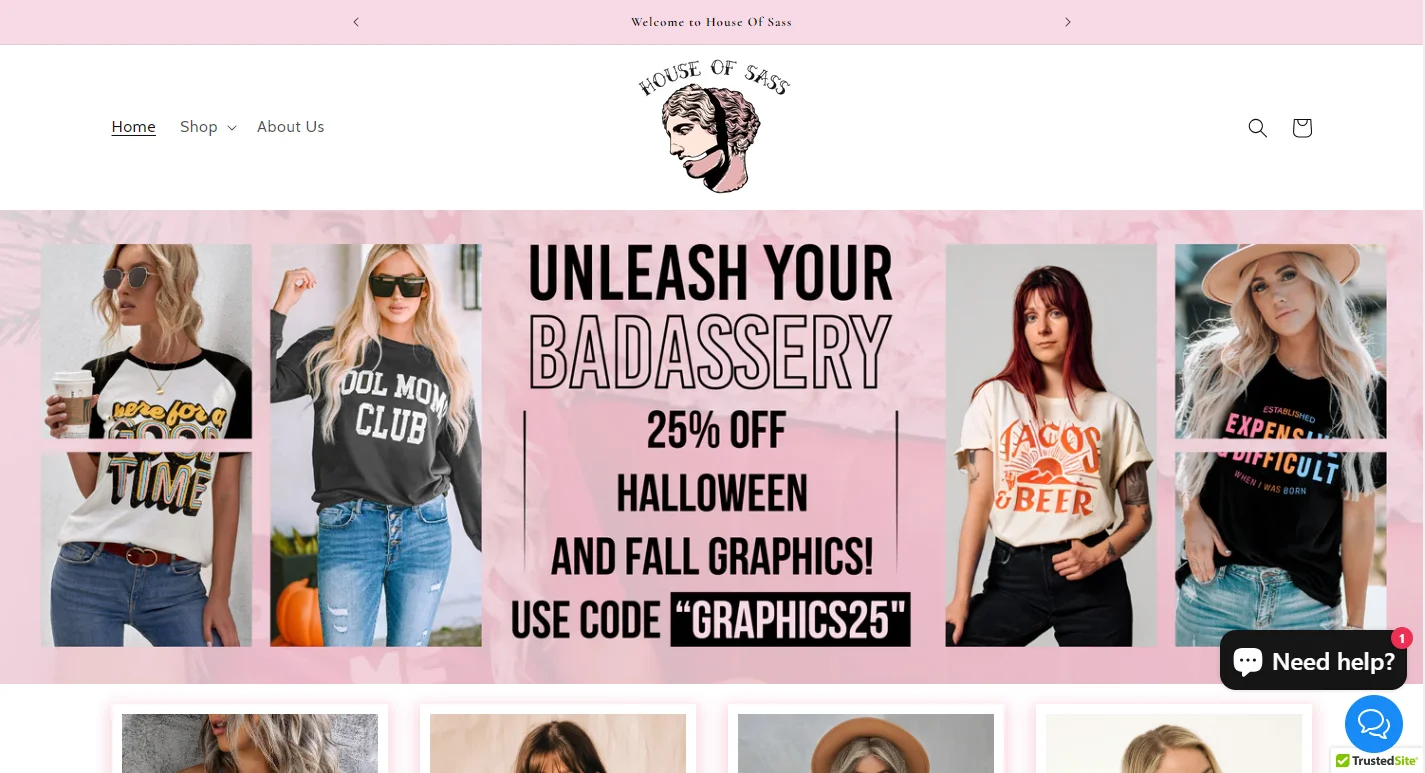 Welcome to House Of Sass
HOUSE OF SASS
Home
Shop
About Us
UNLEASH YOUR
BADASSERY
25% OFF
HALLOWEEN
AND FALL GRAPHICS!
USE CODE “GRAPHICS25"
here for a
GOOD
TIME
OOL MOM
CLUB
TACOS
& BEER
ESTABLISHED
EXPENSIVE
& DIFFICULT
WHEN I WAS BORN
1
Need help?
TrustedSite